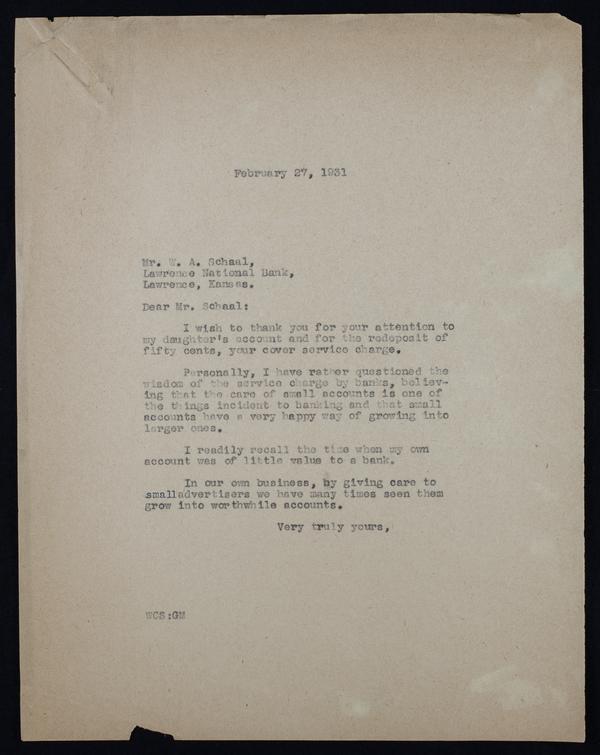 February 27, 1931
Mr. W. A. Schaal,
Lawrence National Bank,
Lawrence, Kansas.
Dear Mr. Schaal:
I wish to thank you for your attention to
my daughter's account and for the redeposit of
fifty cents, your cover service charge.
Personally, I have rather questioned the
wisdom of the service charge by banks, believ-
ing that the care of small accounts is one of
the things incident to banking and that small
accounts have a very happy way of growing into
larger ones.
I readily recall the time when my own
account was of little value to a bank.
In our own business, by giving care to
smalladvertisers we have many times seen them
grow into worthwhile accounts.
Very truly yours,
WCS:GM